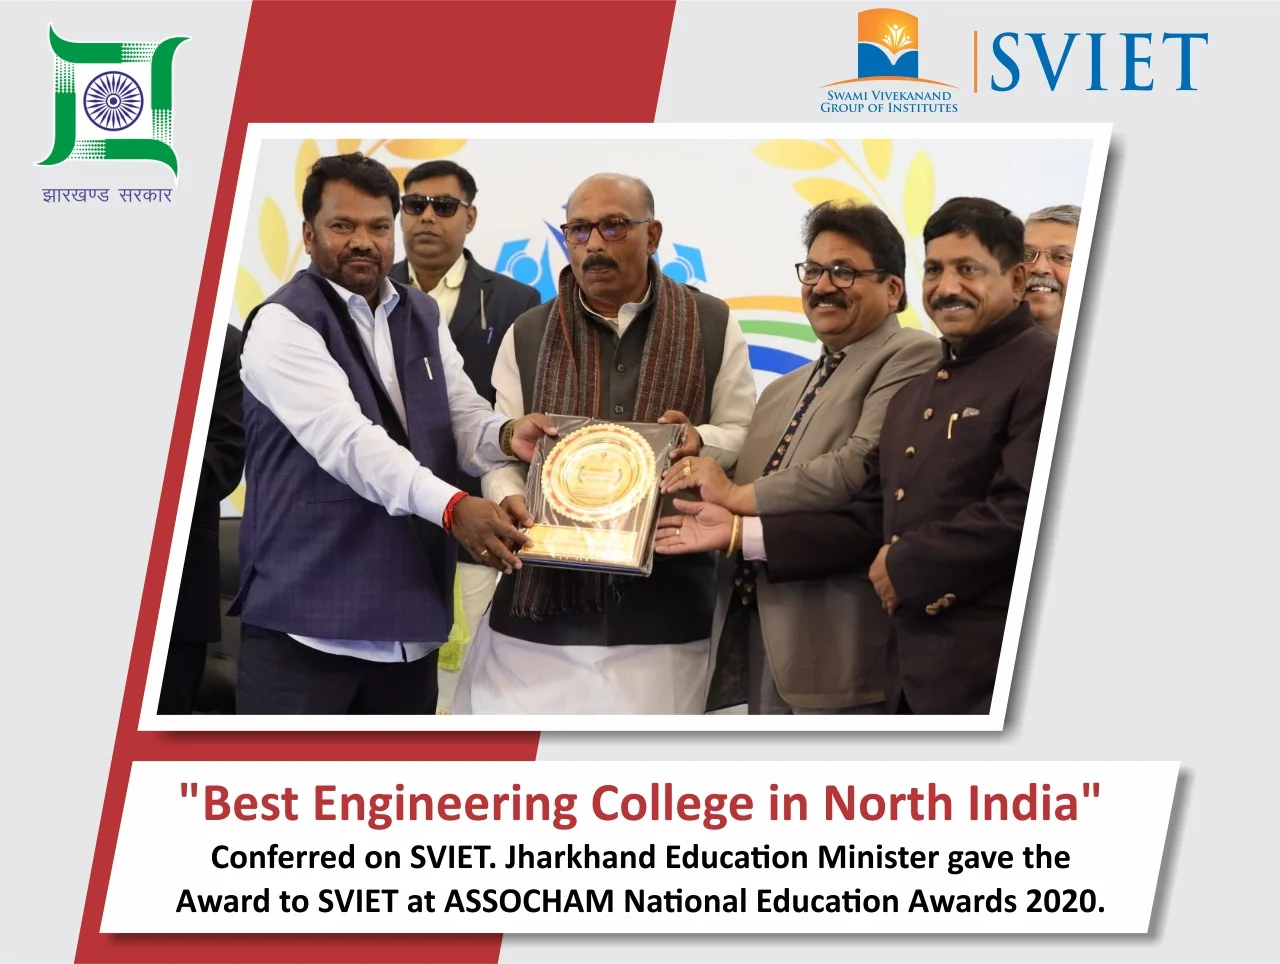 झारखण्ड सरकार
SWAMI VIVEKANAND
GROUP OF INSTITUTES
SVIET
"Best Engineering College in North India"
Conferred on SVIET. Jharkhand Education Minister gave the
Award to SVIET at ASSOCHAM National Education Awards 2020.